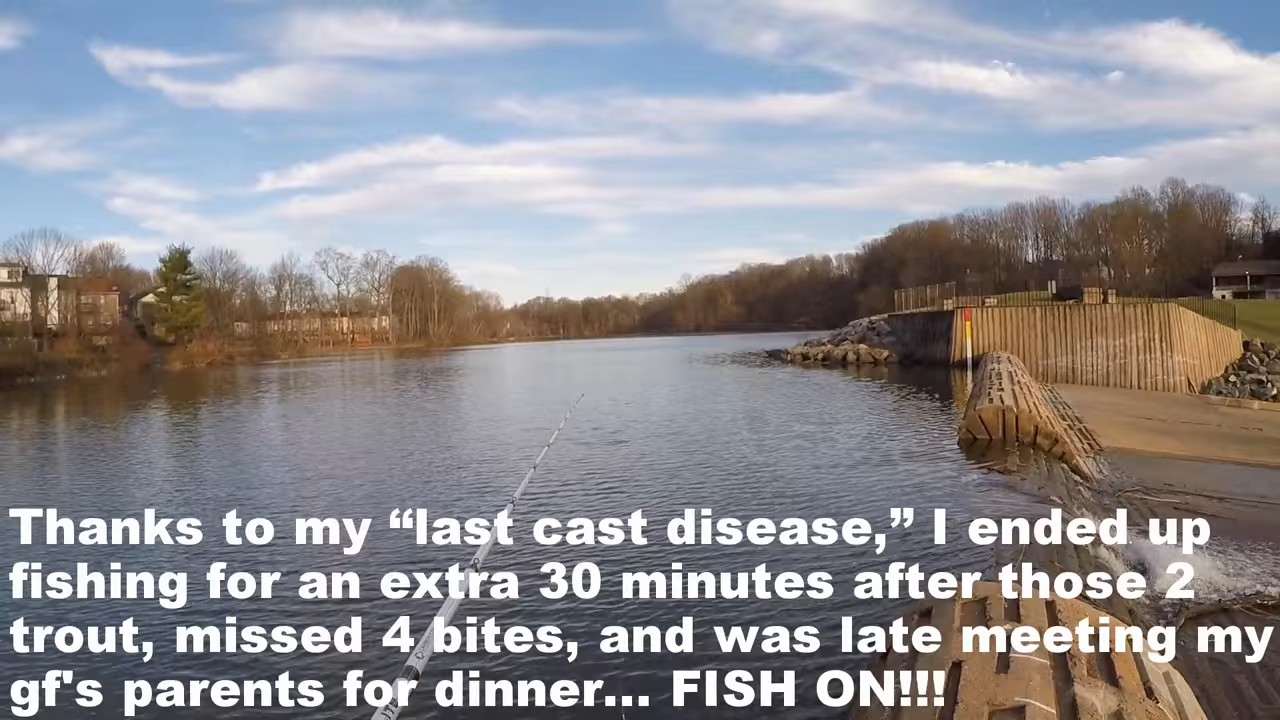 Thanks to my “last cast disease,” I ended up
fishing for an extra 30 minutes after those 2
trout, missed 4 bites, and was late meeting my
gf's parents for dinner... FISH ON!!!